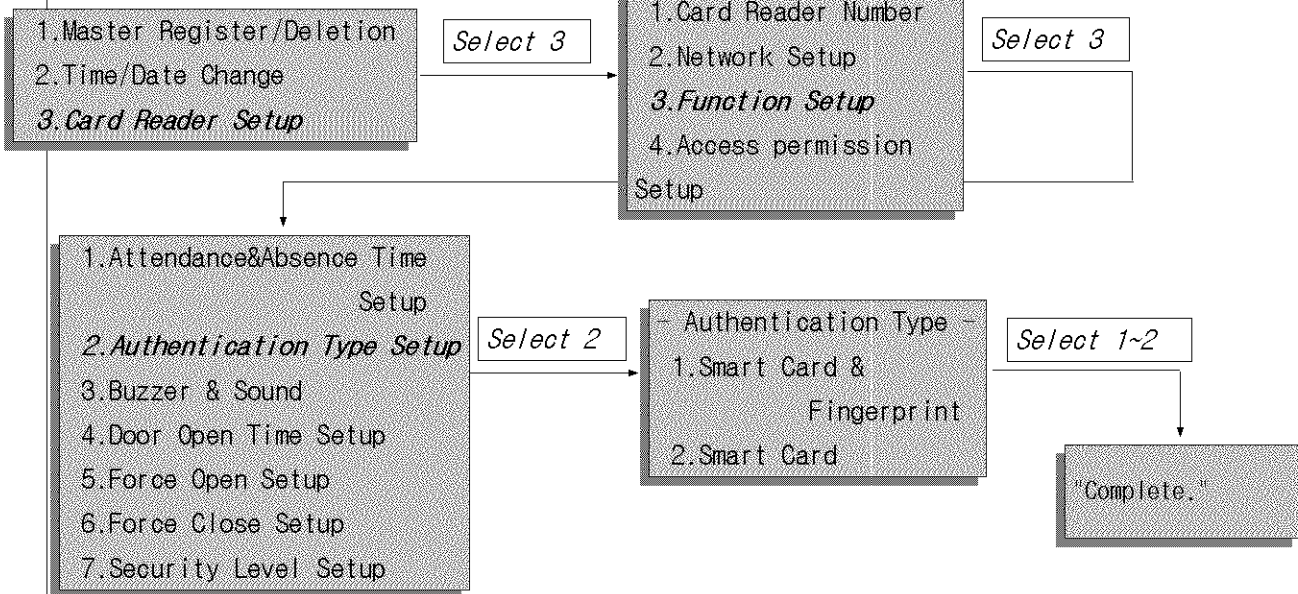 1.Master Register/Deletion
2.Time/Date Change
3.Card Reader Setup
Select 3
1.Card Reader Number
2.Network Setup
3.Function Setup
4.Access permission
Setup
Select 3
1.Attendance&Absence Time
Setup
2.Authentication Type Setup
3.Buzzer & Sound
4.Door Open Time Setup
5.Force Open Setup
6.Force Close Setup
7.Security Level Setup
Select 2
- Authentication Type -
1.Smart Card &
Fingerprint
2.Smart Card
Select 1~2
"Complete."